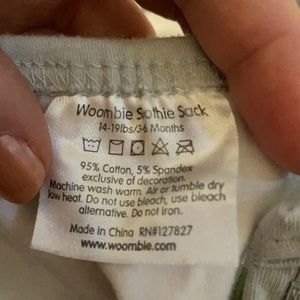 Woombie Sothie Sack
14-19lbs/3-6 Months
95% Cotton, 5% Spandex
exclusive of decoration.
Machine wash warm. Air or tumble dry
low heat. Do not use bleach, use bleach
alternative. Do not iron.
Made in China RN#127827
www.woombie.com